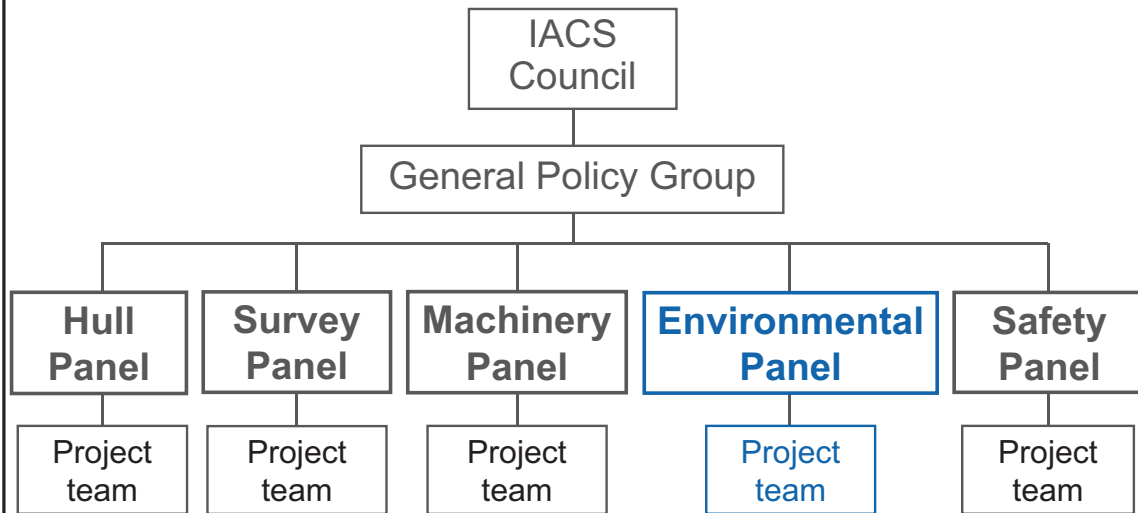 IACS
Council
General Policy Group
Hull
Panel
Survey
Panel
Machinery
Panel
Environmental
Panel
Safety
Panel
Project
team
Project
team
Project
team
Project
team
Project
team